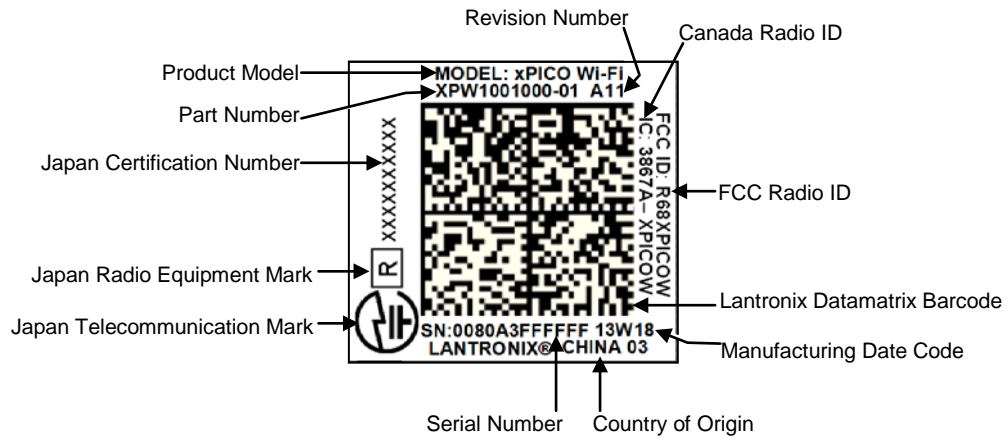 Revision Number
Canada Radio ID
Product Model
MODEL: xPICO Wi-Fi
Part Number
XPW1001000-01 A11
Japan Certification Number
XXXXXXXXXX
FCC ID: R68XPICOW
IC: 3867A– XPICOW
FCC Radio ID
Japan Radio Equipment Mark
R
Lantronix Datamatrix Barcode
Japan Telecommunication Mark
SN:0080A3FFFFFF 13W18
LANTRONIX® CHINA 03
Manufacturing Date Code
Serial Number
Country of Origin